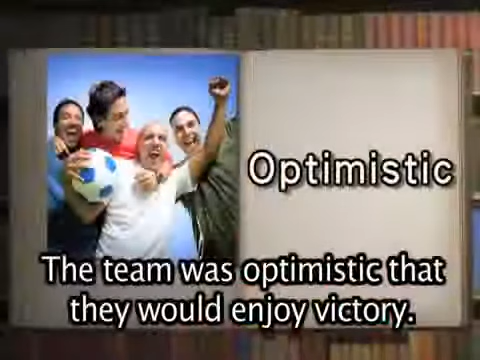 Optimistic
The team was optimistic that
they would enjoy victory.